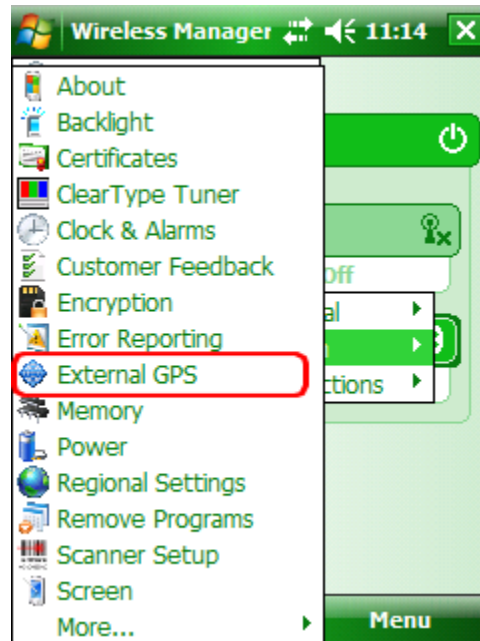 Wireless Manager 11:14
About
Backlight
Certificates
ClearType Tuner
Clock & Alarms
Customer Feedback
Off
Encryption
al
Error Reporting
External GPS
ctions
Memory
Power
Regional Settings
Remove Programs
Scanner Setup
Screen
More...
Menu